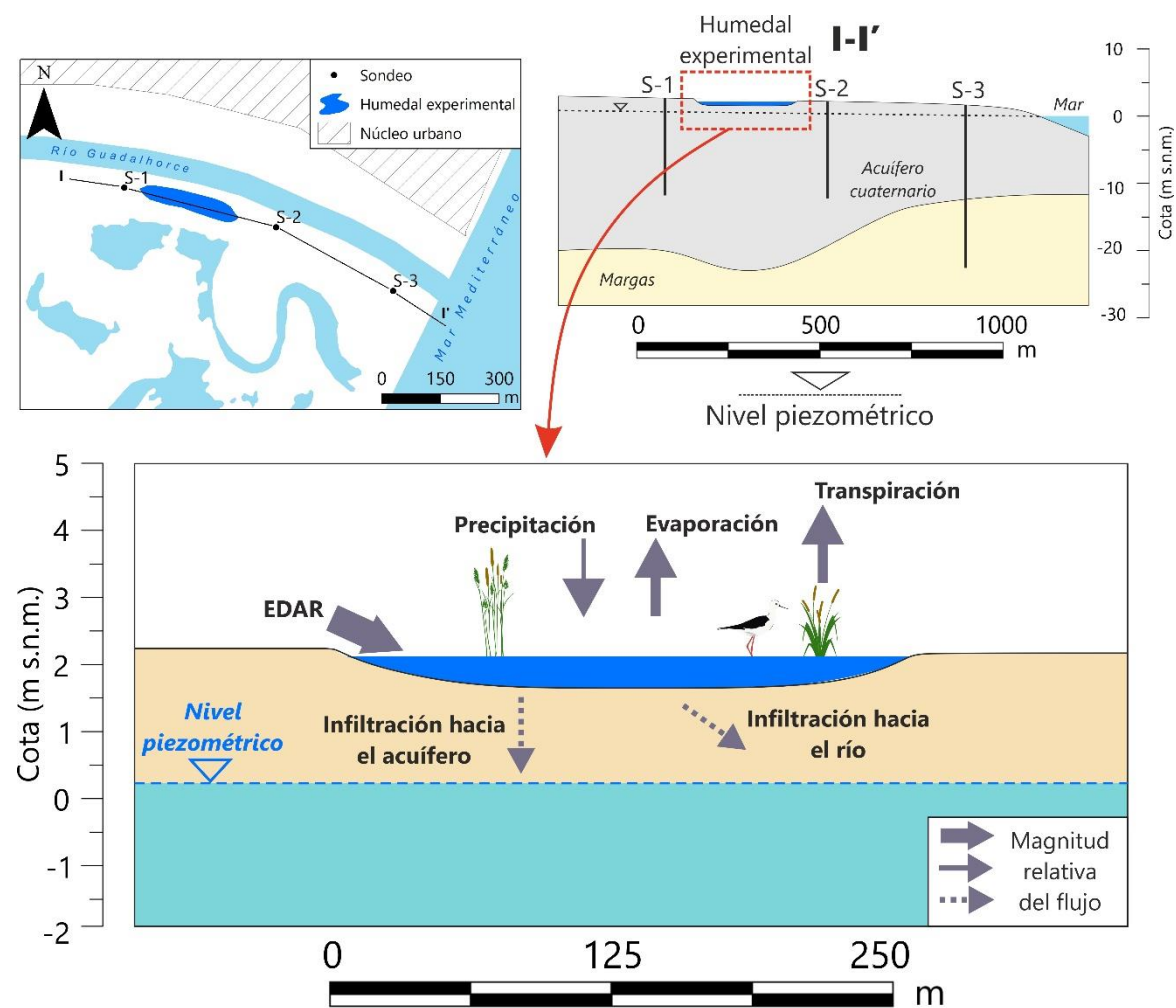 N
Sondeo
Humedal experimental
Núcleo urbano
Río Guadalhorce
I
S-1
S-2
S-3
I'
Mar Mediterráneo
0 150 300
m
Humedal
experimental
I-I’
S-1
S-2
S-3
Mar
Acuífero
cuaternario
Margas
10
0
-10
-20
-30
Cota (m s.n.m.)
0 500 1000
m
Nivel piezométrico
5
4
3
2
1
0
-1
-2
Cota (m s.n.m.)
Transpiración
Precipitación
Evaporación
EDAR
Nivel
piezométrico
Infiltración hacia
el acuífero
Infiltración hacia
el río
Magnitud
relativa
del flujo
0 125 250
m